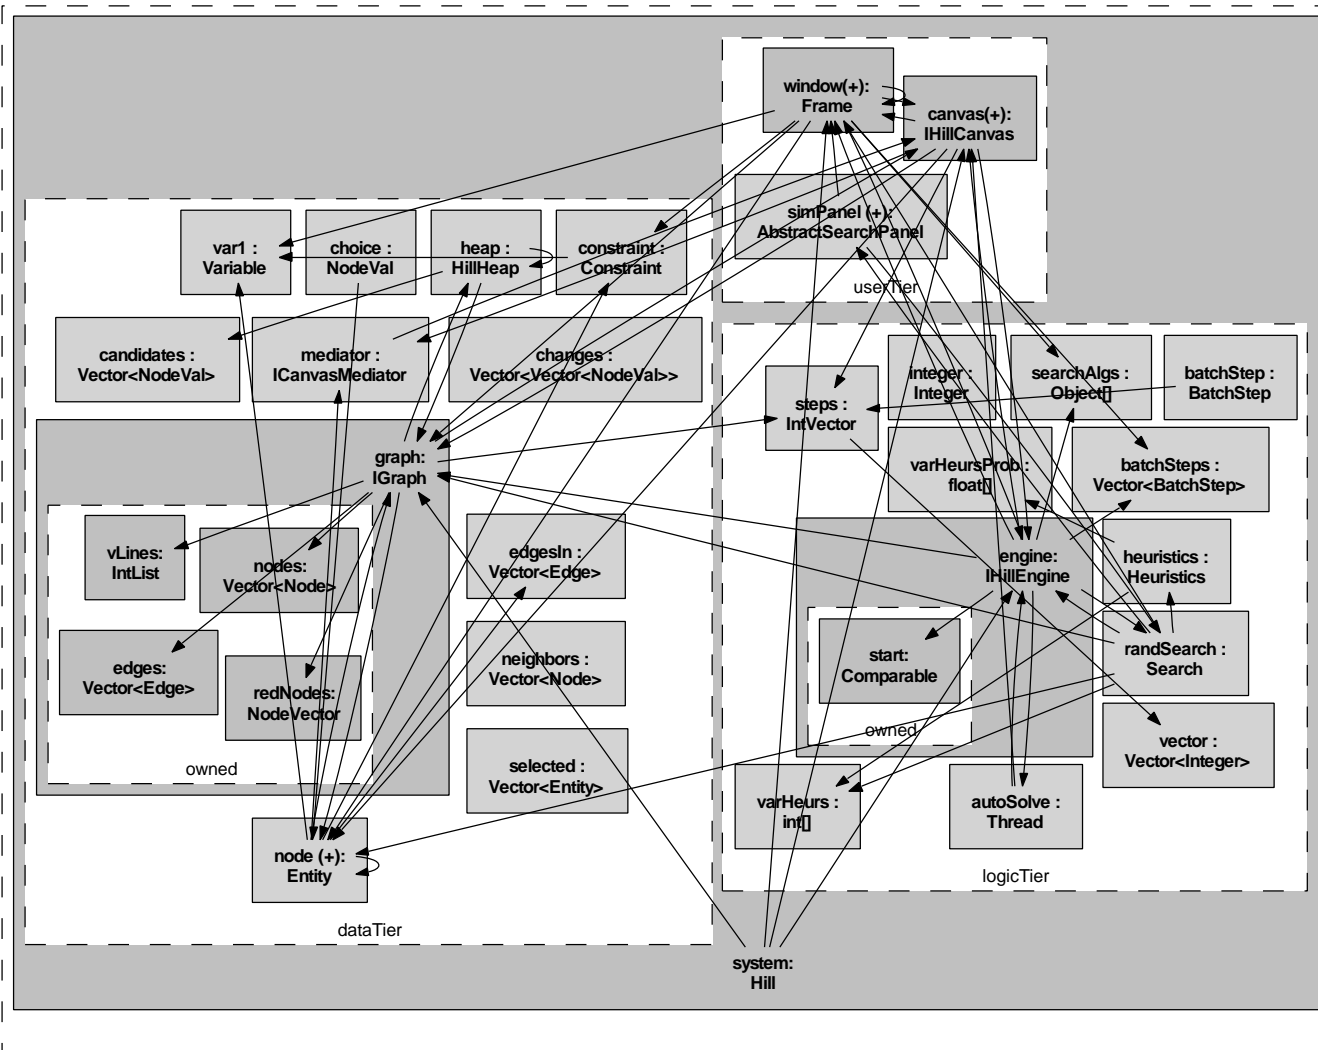 window(+):
Frame
canvas(+):
IHillCanvas
simPanel (+):
AbstractSearchPanel
userTier
var1 :
Variable
choice :
NodeVal
heap :
HillHeap
constraint :
Constraint
candidates :
Vector<NodeVal>
mediator :
ICanvasMediator
changes :
Vector<Vector<NodeVal>>
graph:
IGraph
vLines:
IntList
nodes:
Vector<Node>
edges:
Vector<Edge>
redNodes:
NodeVector
owned
edgesIn :
Vector<Edge>
neighbors :
Vector<Node>
selected :
Vector<Entity>
node (+):
Entity
dataTier
integer :
Integer
searchAlgs :
Object[]
batchStep :
BatchStep
steps :
IntVector
varHeursProb :
float[]
batchSteps :
Vector<BatchStep>
engine:
IHillEngine
heuristics :
Heuristics
start:
Comparable
owned
randSearch :
Search
vector :
Vector<Integer>
varHeurs :
int[]
autoSolve :
Thread
logicTier
system:
Hill